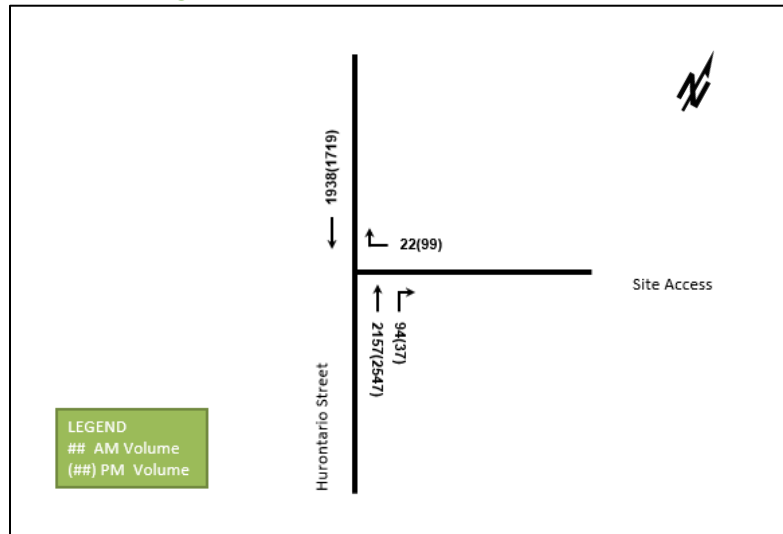 1938(1719)
22(99)
Site Access
2157(2547)
94(37)
Hurontario Street
LEGEND
## AM Volume
(##) PM Volume
N